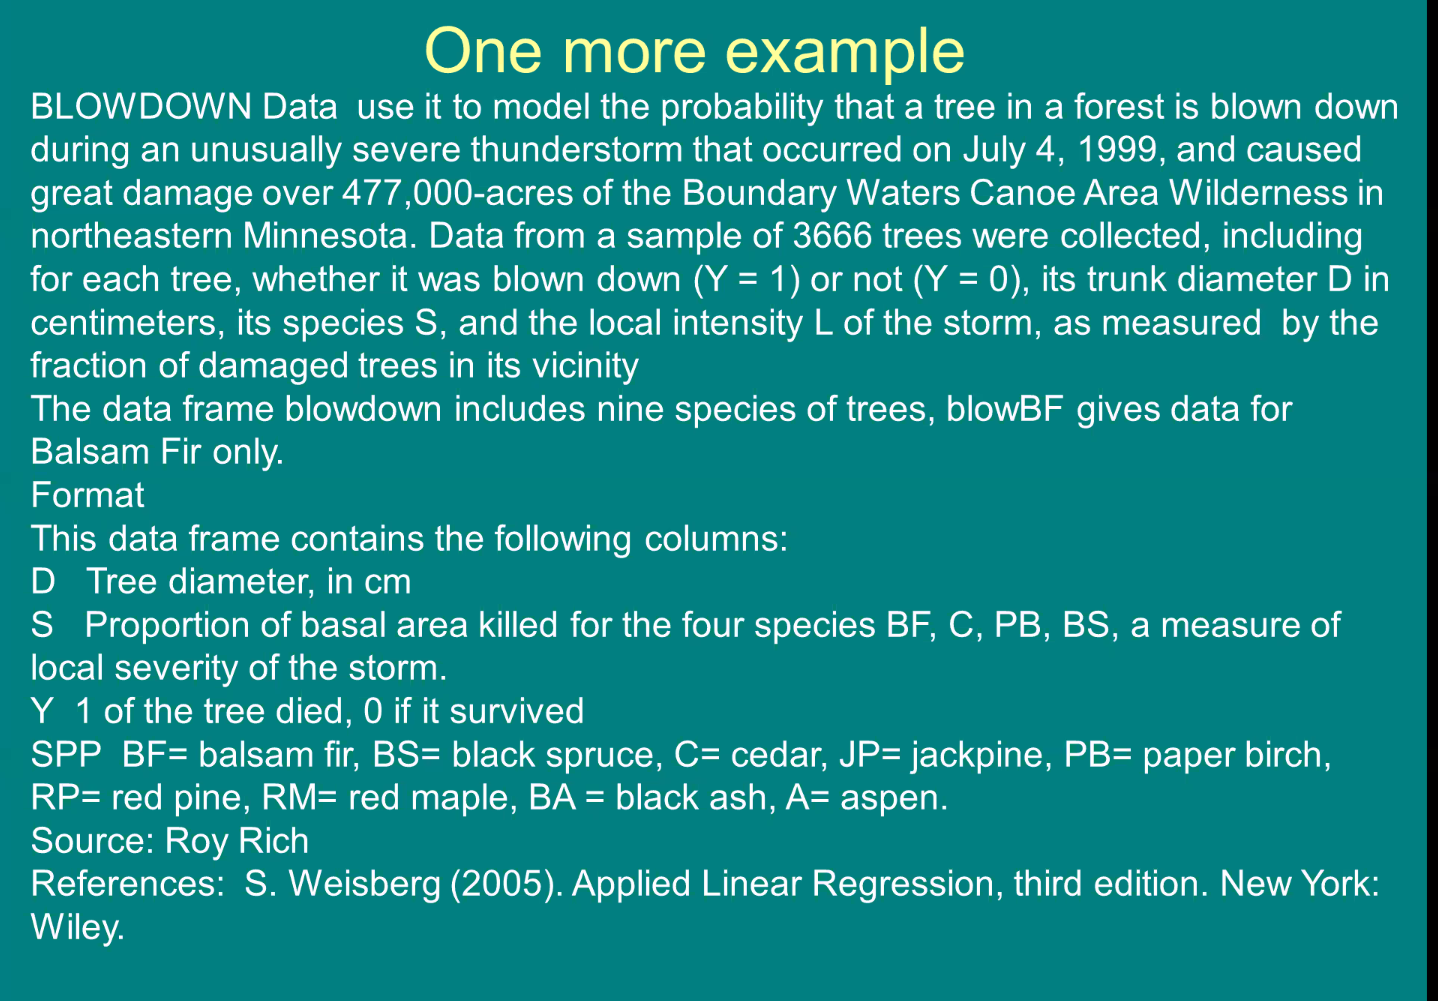 One more example
BLOWDOWN Data  use it to model the probability that a tree in a forest is blown down
during an unusually severe thunderstorm that occurred on July 4, 1999, and caused
great damage over 477,000-acres of the Boundary Waters Canoe Area Wilderness in
northeastern Minnesota. Data from a sample of 3666 trees were collected, including
for each tree, whether it was blown down (Y = 1) or not (Y = 0), its trunk diameter D in
centimeters, its species S, and the local intensity L of the storm, as measured  by the
fraction of damaged trees in its vicinity
The data frame blowdown includes nine species of trees, blowBF gives data for
Balsam Fir only.
Format
This data frame contains the following columns:
D   Tree diameter, in cm
S   Proportion of basal area killed for the four species BF, C, PB, BS, a measure of
local severity of the storm.
Y  1 of the tree died, 0 if it survived
SPP  BF= balsam fir, BS= black spruce, C= cedar, JP= jackpine, PB= paper birch,
RP= red pine, RM= red maple, BA = black ash, A= aspen.
Source: Roy Rich
References:  S. Weisberg (2005). Applied Linear Regression, third edition. New York:
Wiley.